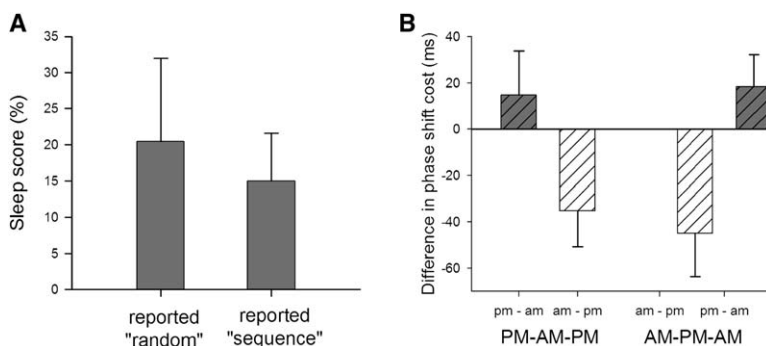 A
Sleep score (%)
35
30
25
20
15
10
5
0
reported
"random"
reported
"sequence"
B
Difference in phase shift cost (ms)
40
20
0
-20
-40
-60
pm - am am - pm am - pm pm - am
PM-AM-PM AM-PM-AM